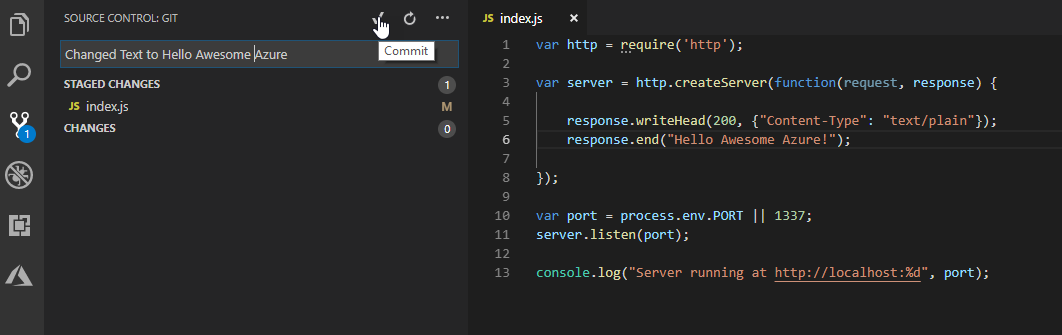 SOURCE CONTROL: GIT
Commit
Changed Text to Hello Awesome Azure
STAGED CHANGES 1
JS index.js M
CHANGES 0
1
JS index.js ×
1 var http = require('http');
2
3 var server = http.createServer(function(request, response) {
4
5 response.writeHead(200, {"Content-Type": "text/plain"});
6 response.end("Hello Awesome Azure!");
7
8 });
9
10 var port = process.env.PORT || 1337;
11 server.listen(port);
12
13 console.log("Server running at http://localhost:%d", port);